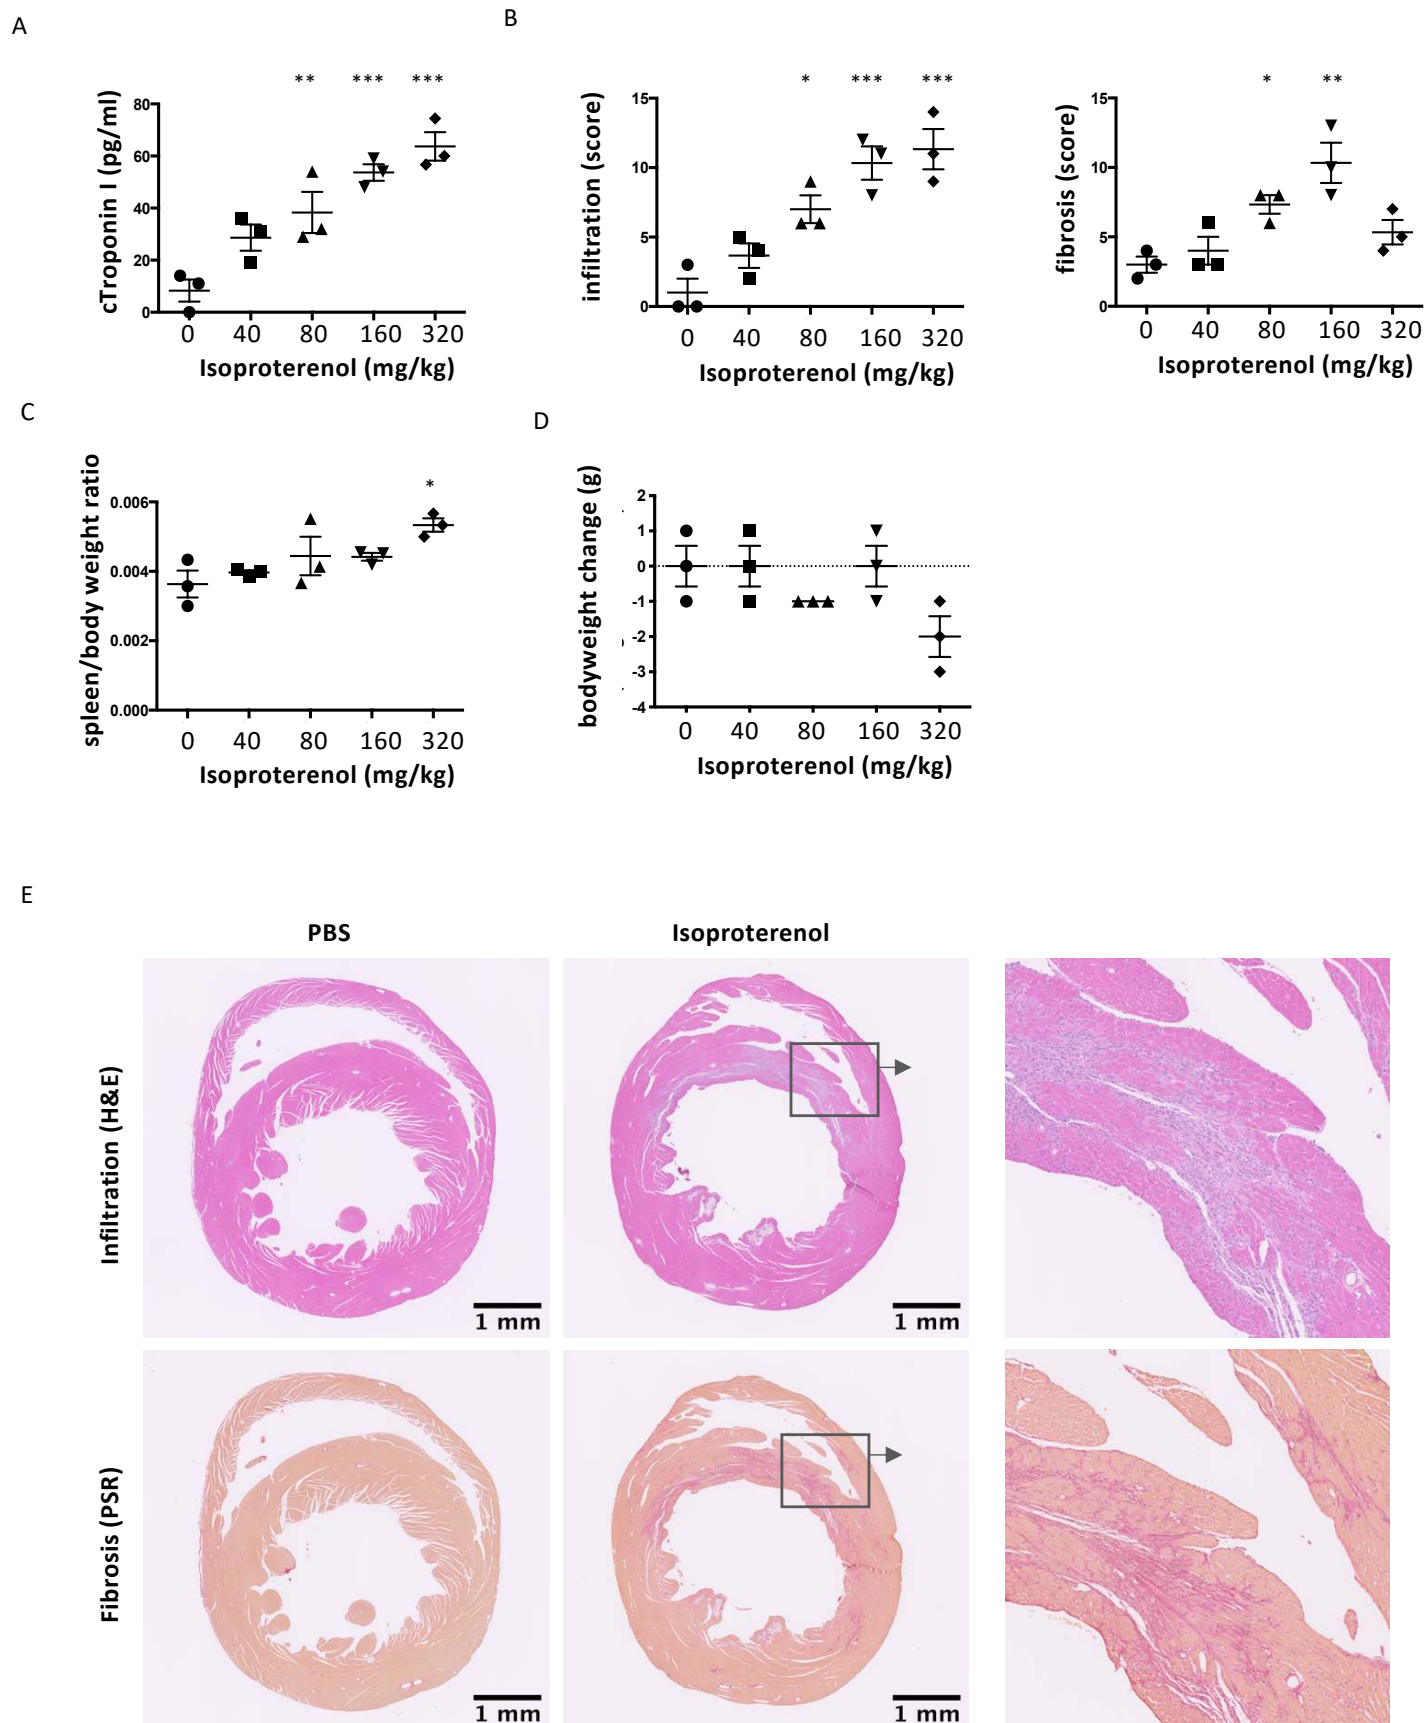 A
B
** *** ***
cTroponin I (pg/ml)
80
60
40
20
0
0 40 80 160 320
Isoproterenol (mg/kg)
* *** ***
infiltration (score)
15
10
5
0
0 40 80 160 320
Isoproterenol (mg/kg)
* **
fibrosis (score)
15
10
5
0
0 40 80 160 320
Isoproterenol (mg/kg)
C
D
*
spleen/body weight ratio
0.006
0.004
0.002
0.000
0 40 80 160 320
Isoproterenol (mg/kg)
bodyweight change (g)
2
1
0
-1
-2
-3
-4
0 40 80 160 320
Isoproterenol (mg/kg)
E
PBS
Isoproterenol
Infiltration (H&E)
1 mm
1 mm
Fibrosis (PSR)
1 mm
1 mm